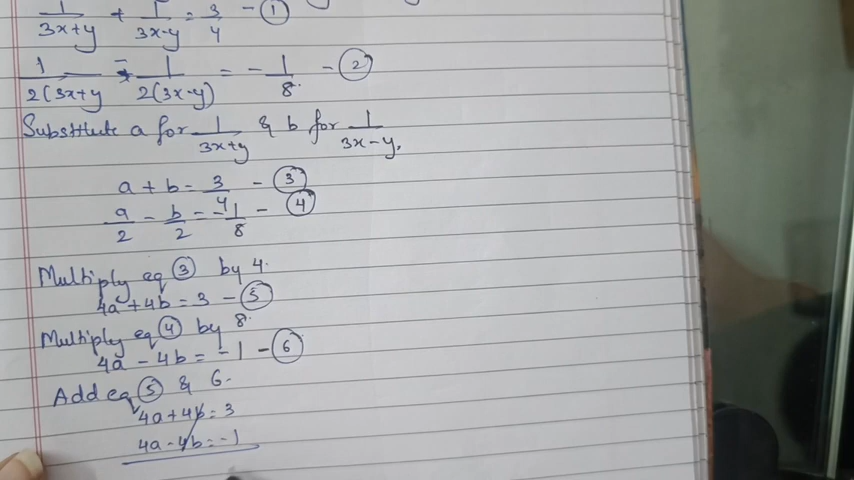 1/(3x+y) + 1/(3x-y) = 3/4 - ①
1/(2(3x+y) - 1/(2(3x-y)) = -1/8 - ②
Substitute a for 1/(3x+y) & b for 1/(3x-y).
a + b = 3/4 - ③
a/2 - b/2 = -1/8 - ④
Multiply eq ③ by 4.
4a + 4b = 3 - ⑤
Multiply eq ④ by 8.
4a - 4b = -1 - ⑥
Add eq ⑤ & 6.
4a + 4b = 3
4a - 4b = -1